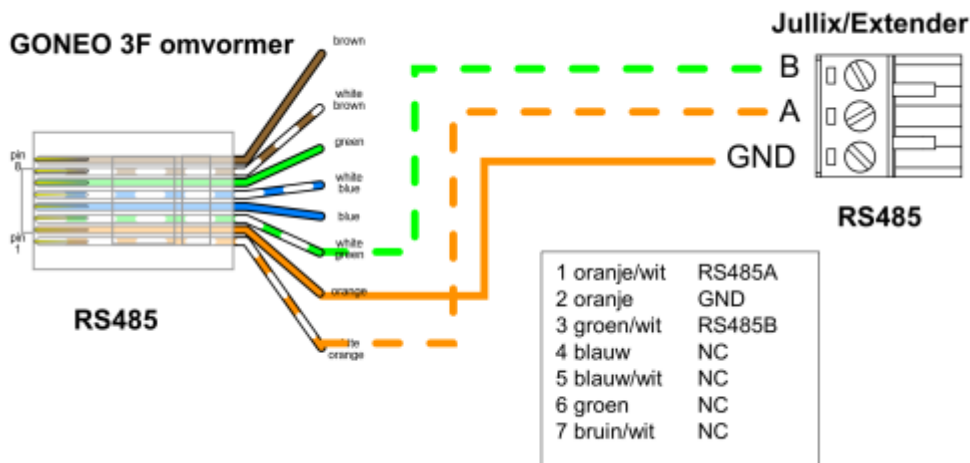 GONEO 3F omvormer
Jullix/Extender
brown
white
brown
green
white
blue
blue
white
green
orange
white
orange
pin
8
pin
1
B
A
GND
RS485
RS485
1 oranje/wit RS485A
2 oranje GND
3 groen/wit RS485B
4 blauw NC
5 blauw/wit NC
6 groen NC
7 bruin/wit NC